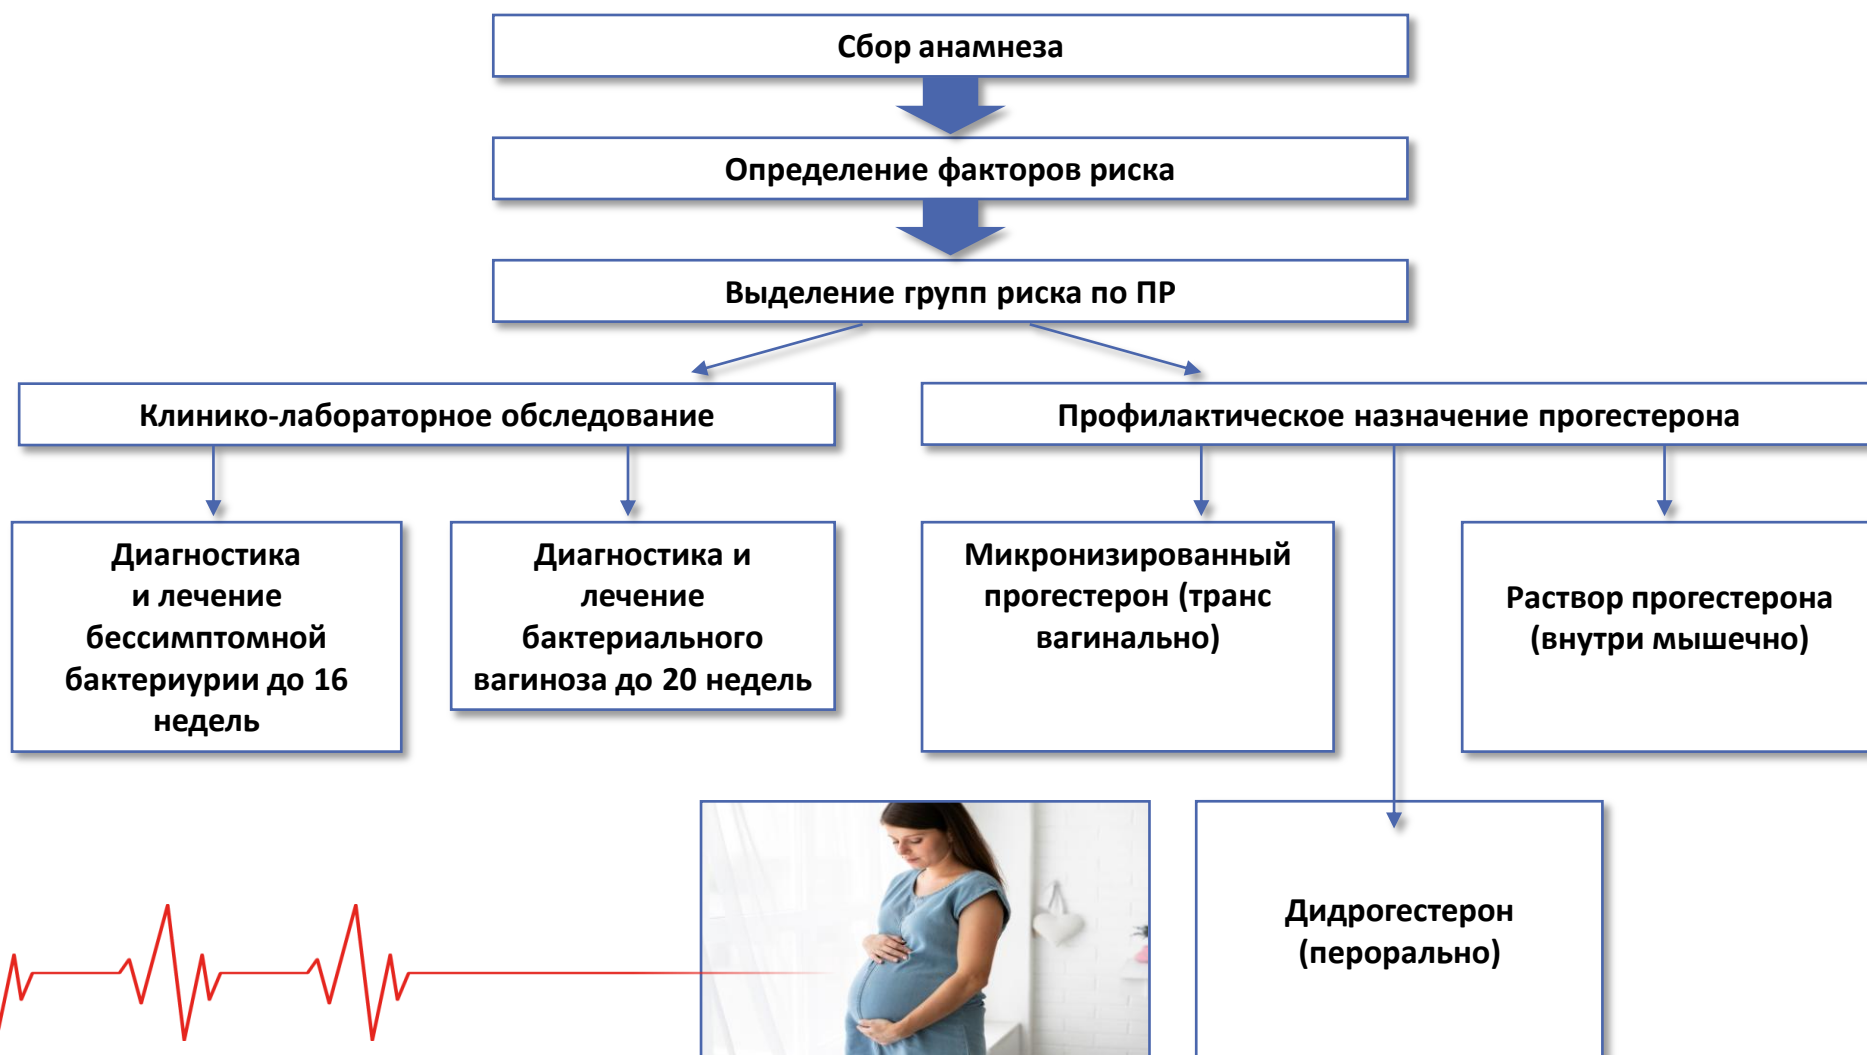 Сбор анамнеза
Определение факторов риска
Выделение групп риска по ПР
Клинико-лабораторное обследование
Профилактическое назначение прогестерона
Диагностика
и лечение
бессимптомной
бактериурии до 16
недель
Диагностика и
лечение
бактериального
вагиноза до 20 недель
Микронизированный
прогестерон (транс
вагинально)
Раствор прогестерона
(внутри мышечно)
Дидрогестерон
(перорально)